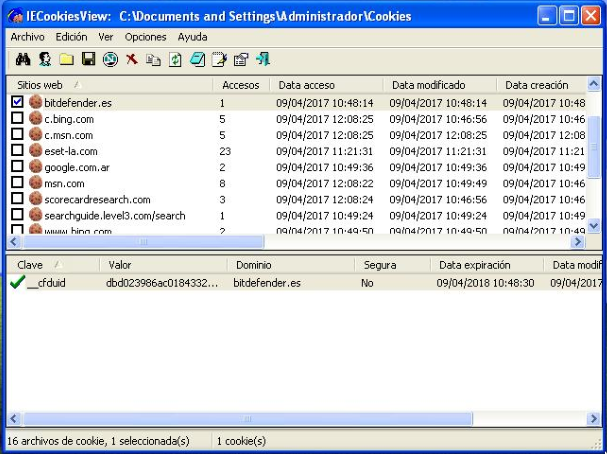 IECookiesView: C:\Documents and Settings\Administrador\Cookies
Archivo Edición Ver Opciones Ayuda
Sitios web Accesos Data acceso Data modificado Data creación
bitdefender.es 1 09/04/2017 10:48:14 09/04/2017 10:48:14 09/04/2017 10:48
c.bing.com 5 09/04/2017 12:08:25 09/04/2017 10:46:56 09/04/2017 10:46
c.msn.com 5 09/04/2017 12:08:25 09/04/2017 12:08:25 09/04/2017 12:08
eset-la.com 23 09/04/2017 11:21:31 09/04/2017 11:21:31 09/04/2017 11:21
google.com.ar 2 09/04/2017 10:49:36 09/04/2017 10:49:36 09/04/2017 10:49
msn.com 8 09/04/2017 12:08:22 09/04/2017 10:49:49 09/04/2017 10:46
scorecardresearch.com 3 09/04/2017 12:08:24 09/04/2017 10:46:56 09/04/2017 10:46
searchguide.level3.com/search 1 09/04/2017 10:49:24 09/04/2017 10:49:24 09/04/2017 10:49
www.bing.com 2 09/04/2017 10:49:50 09/04/2017 10:49:50 09/04/2017 10:49
Clave Valor Dominio Segura Data expiración Data modif
__cfduid dbd023986ac0184332... bitdefender.es No 09/04/2018 10:48:30 09/04/2017
16 archivos de cookie, 1 seleccionada(s) 1 cookie(s)